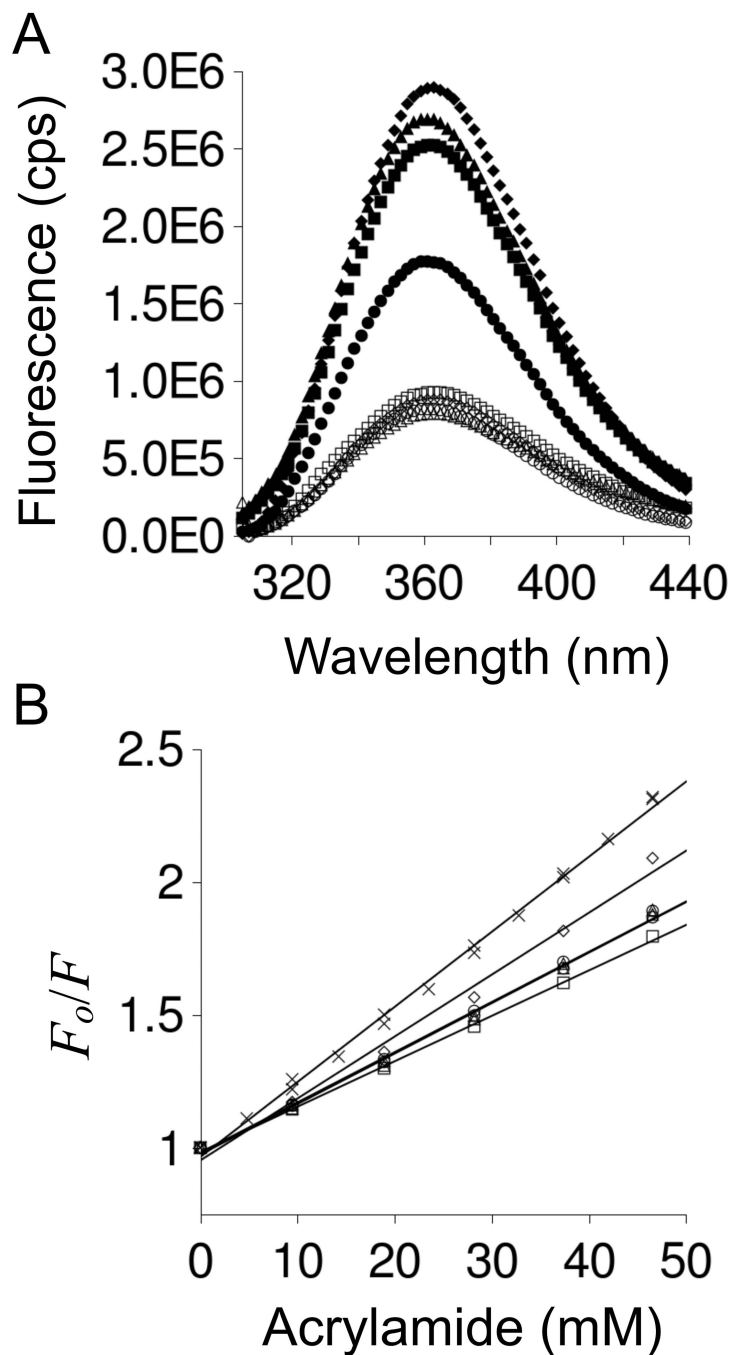 A
3.0E6
2.5E6
2.0E6
1.5E6
1.0E6
5.0E5
0.0E0
Fluorescence (cps)
320 360 400 440
Wavelength (nm)
B
2.5
2
1.5
1
Fo/F
0 10 20 30 40 50
Acrylamide (mM)